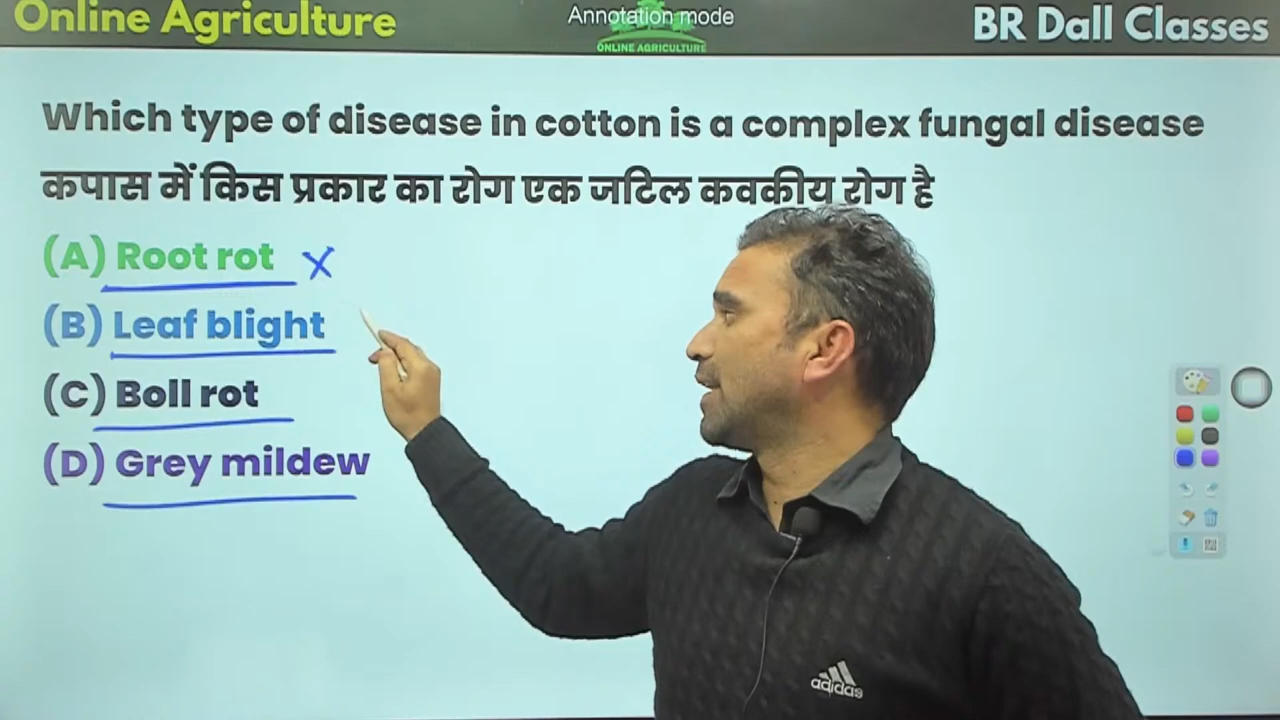 Online Agriculture
Annotation mode
ONLINE AGRICULTURE
BR Dall Classes
Which type of disease in cotton is a complex fungal disease
कपास में किस प्रकार का रोग एक जटिल कवकीय रोग है
(A) Root rot X
(B) Leaf blight
(C) Boll rot
(D) Grey mildew
adidas